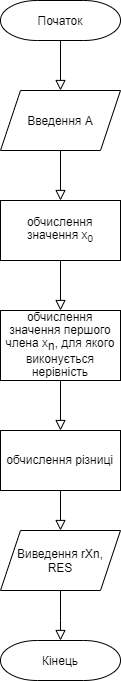 Початок
Введення А
обчислення
значення x₀
обчислення
значення першого
члена xₙ, для якого
виконується
нерівність
обчислення різниці
Виведення rXn,
RES
Кінець